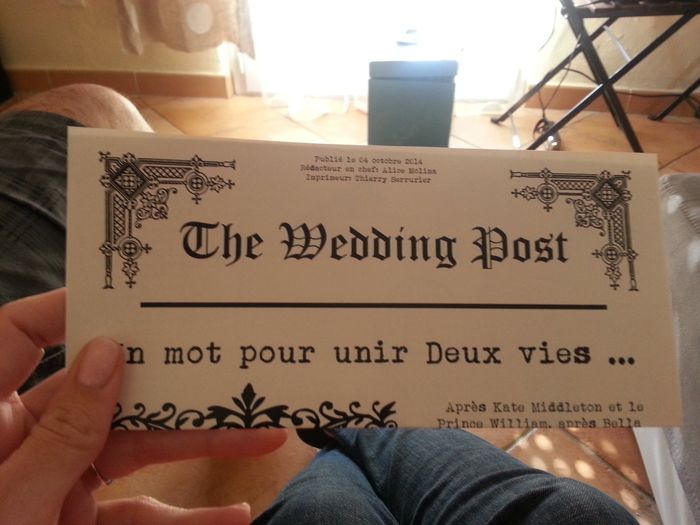 Publié le 04 octobre 2014
Rédacteur en chef: Alice Molina
Imprimeur: Thierry Serrurier
The Wedding Post
mot pour unir Deux vies ...
Après Kate Middleton et le
Prince William, après Bella